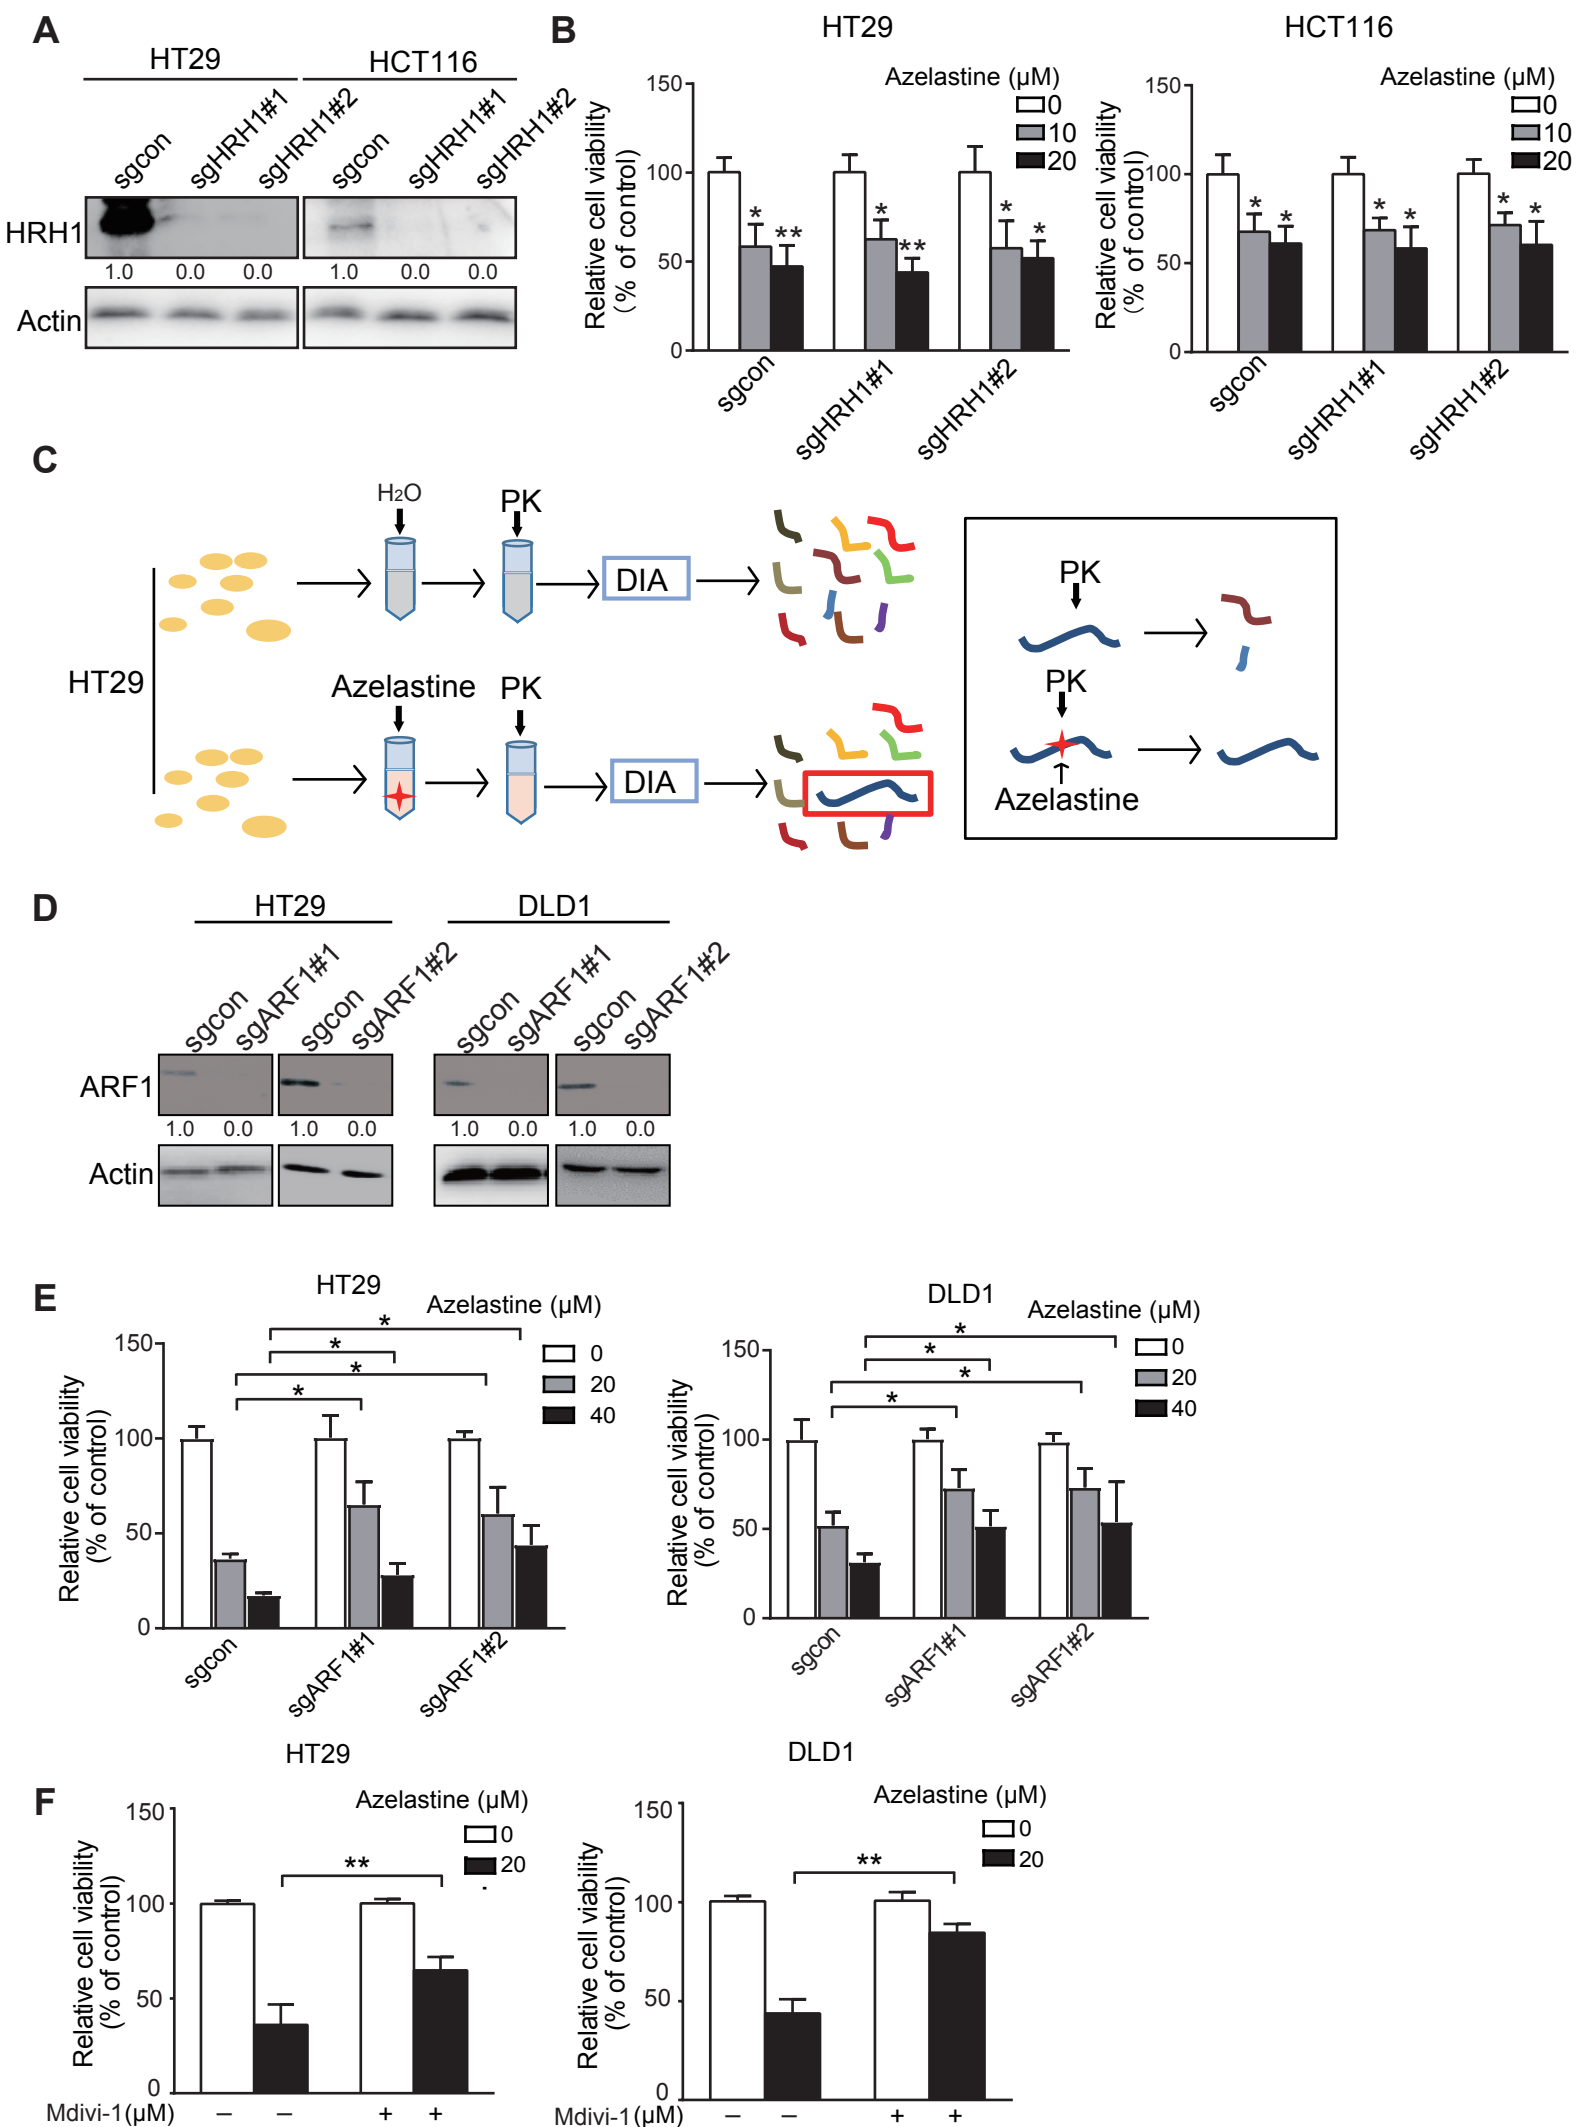 A
HT29
HCT116
sgcon
sgHRH1#1
sgHRH1#2
sgcon
sgHRH1#1
sgHRH1#2
HRH1
1.0 0.0 0.0 1.0 0.0 0.0
Actin
B
HT29
Azelastine (µM)
0
10
20
Relative cell viability
(% of control)
150
100
50
0
* ** * ** * *
sgcon
sgHRH1#1
sgHRH1#2
HCT116
Azelastine (µM)
0
10
20
Relative cell viability
(% of control)
150
100
50
0
* * * * * *
sgcon
sgHRH1#1
sgHRH1#2
C
HT29
H2O
PK
DIA
Azelastine
PK
DIA
PK
PK
Azelastine
D
HT29
DLD1
sgcon
sgARF1#1
sgcon
sgARF1#2
sgcon
sgARF1#1
sgcon
sgARF1#2
ARF1
1.0 0.0 1.0 0.0 1.0 0.0 1.0 0.0
Actin
E
HT29
Azelastine (µM)
0
20
40
Relative cell viability
(% of control)
150
100
50
0
*
*
*
*
sgcon
sgARF1#1
sgARF1#2
DLD1
Azelastine (µM)
0
20
40
Relative cell viability
(% of control)
150
100
50
0
*
*
*
*
sgcon
sgARF1#1
sgARF1#2
F
HT29
Azelastine (µM)
0
20
Relative cell viability
(% of control)
150
100
50
0
**
Mdivi-1(µM) – – + +
DLD1
Azelastine (µM)
0
20
Relative cell viability
(% of control)
150
100
50
0
**
Mdivi-1(µM) – – + +